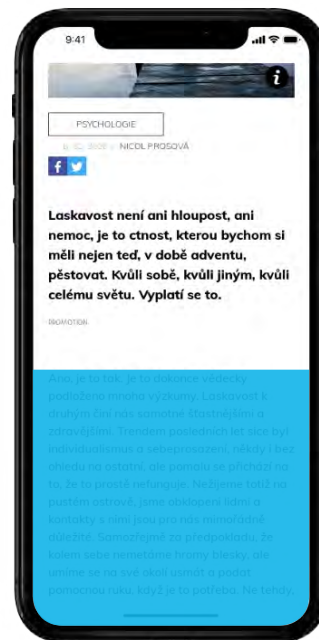 9:41
i
PSYCHOLOGIE
NICOL PROSOVÁ
f
Laskavost není ani hloupost, ani
nemoc, je to ctnost, kterou bychom si
měli nejen teď, v době adventu,
pěstovat. Kvůli sobě, kvůli jiným, kvůli
celému světu. Vyplatí se to.
PROMOTION
Ano, je to tak. Je to dokonce vědecky
podloženo mnoha výzkumy. Laskavost k
druhým činí nás samotné šťastnějšími a
zdravějšími. Trendem posledních let sice byl
individualismus a sebeprosazení, někdy i bez
ohledu na ostatní, ale pomalu se přichází na
to, že to prostě nefunguje. Nežijeme totiž na
pustém ostrově, jsme obklopeni lidmi a
kontakty s nimi jsou pro nás mimořádně
důležité. Samozřejmě za předpokladu, že
kolem sebe nemetáme hromy blesky, ale
umíme se na své okolí usmát a podat
pomocnou ruku, když je to potřeba. Ne tehdy,